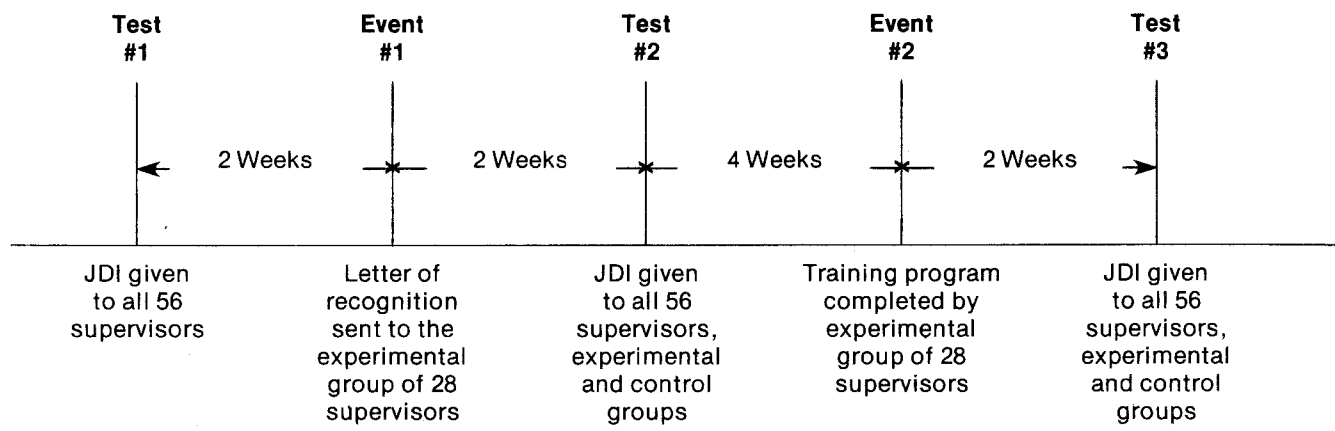 Test
#1
Event
#1
Test
#2
Event
#2
Test
#3
2 Weeks
2 Weeks
4 Weeks
2 Weeks
JDI given
to all 56
supervisors
Letter of
recognition
sent to the
experimental
group of 28
supervisors
JDI given
to all 56
supervisors,
experimental
and control
groups
Training program
completed by
experimental
group of 28
supervisors
JDI given
to all 56
supervisors,
experimental
and control
groups